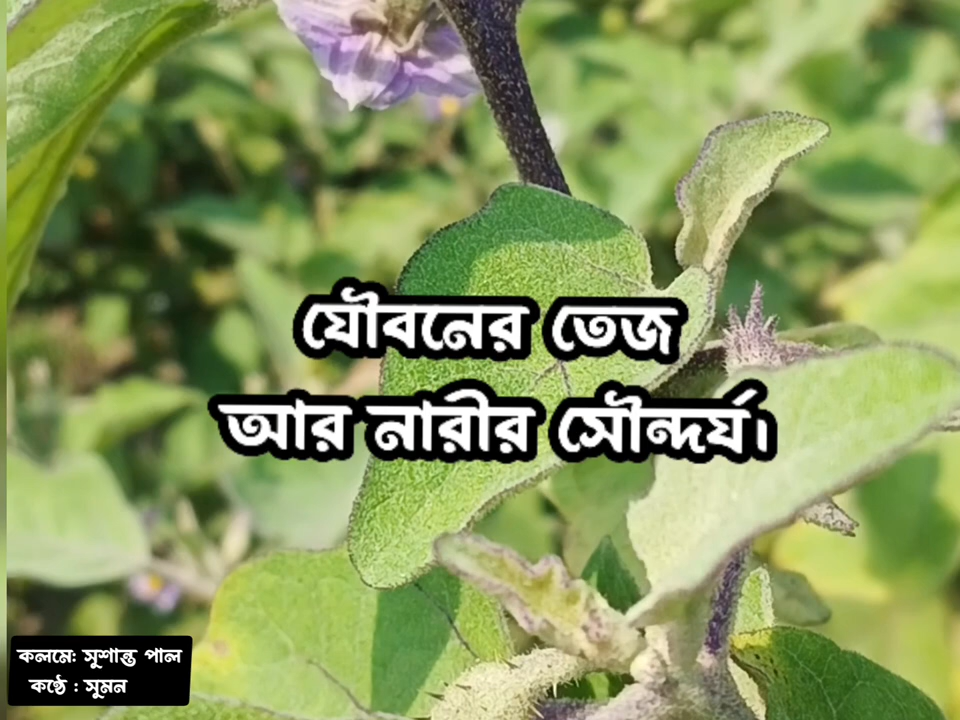 যৌবনের তেজ
আর নারীর সৌন্দর্য।
কলমে: সুশান্ত পাল
কণ্ঠে : সুমন